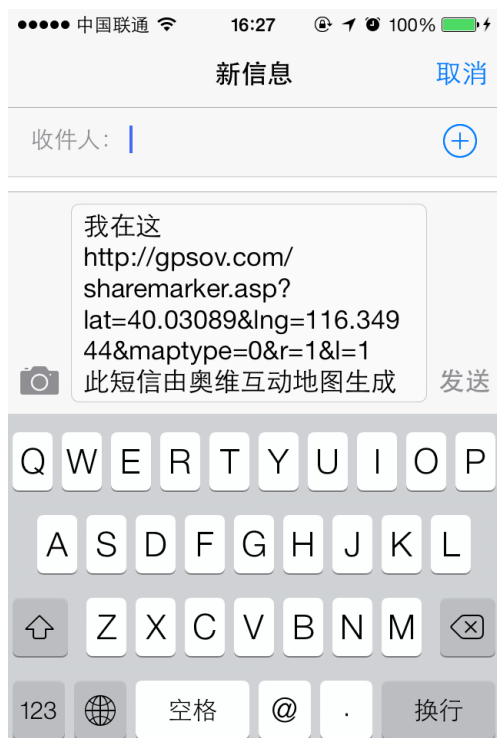 中国联通 16:27 100%
新信息 取消
收件人：
我在这
http://gpsov.com/
sharemarker.asp?
lat=40.03089&lng=116.349
44&maptype=0&r=1&l=1
此短信由奥维互动地图生成 发送
Q W E R T Y U I O P
A S D F G H J K L
Z X C V B N M
123 空格 @ . 换行